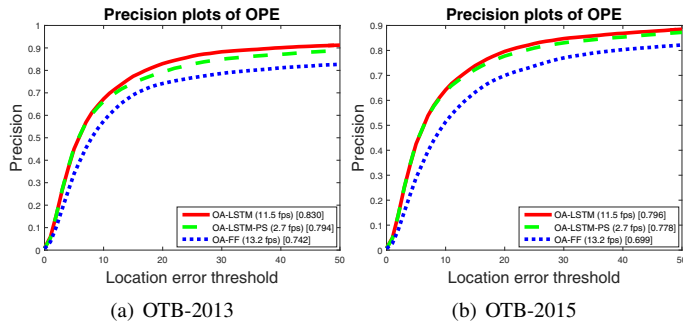 Precision plots of OPE
1
0.9
0.8
0.7
0.6
0.5
0.4
0.3
0.2
0.1
0
Precision
OA-LSTM (11.5 fps) [0.830]
OA-LSTM-PS (2.7 fps) [0.794]
OA-FF (13.2 fps) [0.742]
0 10 20 30 40 50
Location error threshold
(a) OTB-2013
Precision plots of OPE
0.9
0.8
0.7
0.6
0.5
0.4
0.3
0.2
0.1
0
Precision
OA-LSTM (11.5 fps) [0.796]
OA-LSTM-PS (2.7 fps) [0.778]
OA-FF (13.2 fps) [0.699]
0 10 20 30 40 50
Location error threshold
(b) OTB-2015